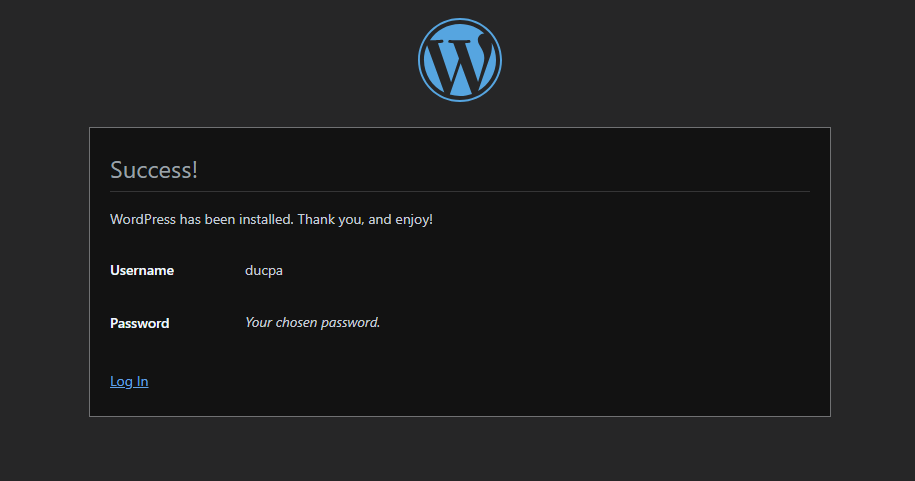 Success!
WordPress has been installed. Thank you, and enjoy!
Username ducpa
Password Your chosen password.
Log In